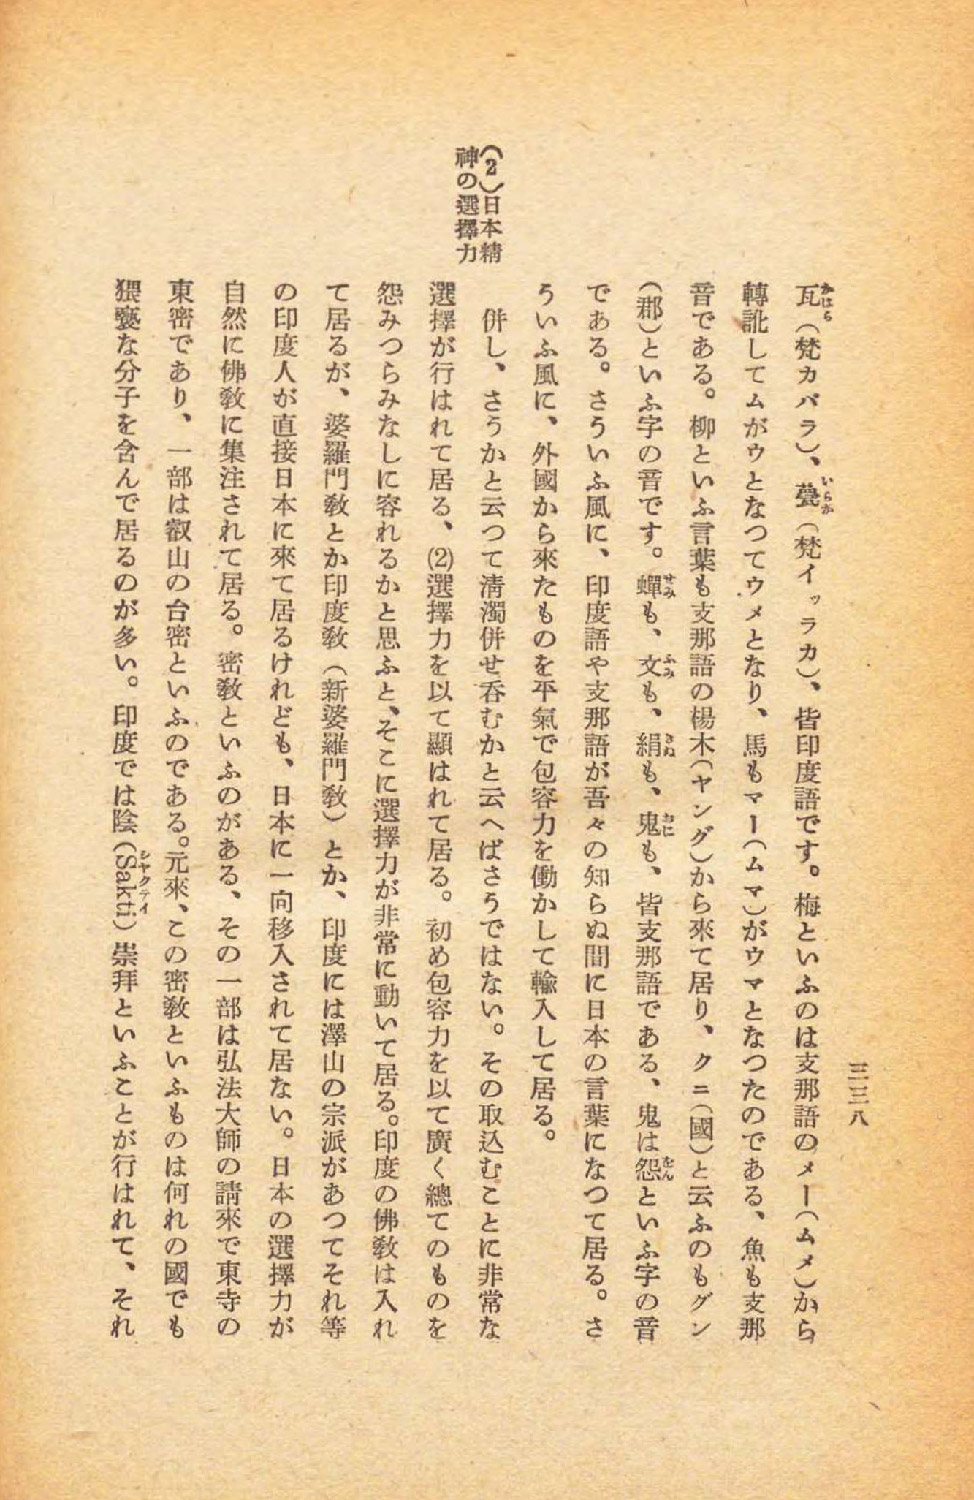 三三八
瓦（梵カバラ）、甍（梵イッラカ）、皆印度語です。梅といふのは支那語のメー（ムメ）から
轉訛してムがウとなつてウメとなり、馬もマー（ムマ）がウマとなつたのである、魚も支那
音である。柳といふ言葉も支那語の楊木（ヤング）から來て居り、クニ（國）と云ふのもグン
（郡）といふ字の音です。蟬も、文も、絹も、鬼も、皆支那語である、鬼は怨といふ字の音
である。さういふ風に、印度語や支那語が吾々の知らぬ間に日本の言葉になつて居る。さ
ういふ風に、外國から來たものを平氣で包容力を働かして輸入して居る。
（2）日本精
神の選擇力
併し、さうかと云つて淸濁併せ呑むかと云へばさうではない。その取込むことに非常な
選擇が行はれて居る、(2)選擇力を以て顯はれて居る。初め包容力を以て廣く總てのものを
怨みつらみなしに容れるかと思ふと、そこに選擇力が非常に動いて居る。印度の佛敎は入れ
て居るが、婆羅門敎とか印度敎（新婆羅門敎）とか、印度には澤山の宗派があつてそれ等
の印度人が直接日本に來て居るけれども、日本に一向移入されて居ない。日本の選擇力が
自然に佛敎に集注されて居る。密敎といふのがある、その一部は弘法大師の請來で東寺の
東密であり、一部は叡山の台密といふのである。元來、この密敎といふものは何れの國でも
猥褻な分子を含んで居るのが多い。印度では陰（Sakti）崇拜といふことが行はれて、それ